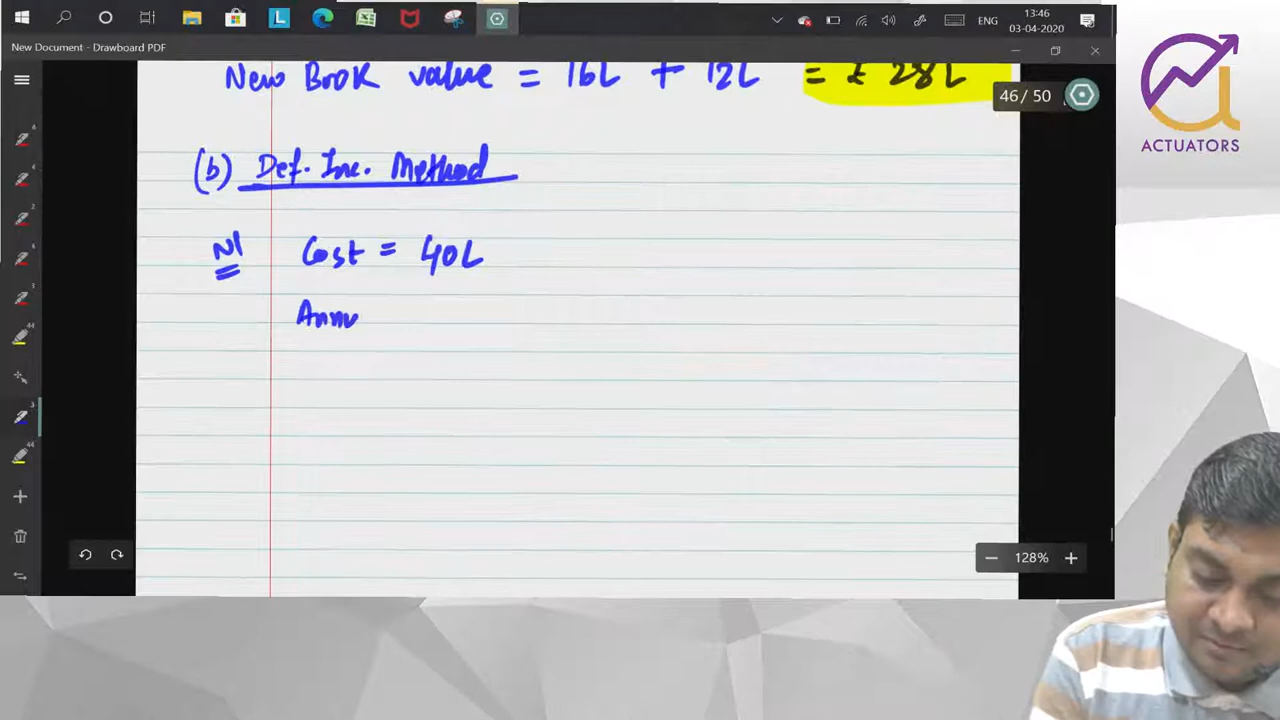 13:46
ENG
03-04-2020
New Document - Drawboard PDF
New Book value = 16L + 12L = ₹ 28L
46 / 50
ACTUATORS
(b) Def. Inc. Method
N1 Cost = 40L
Annu
128%